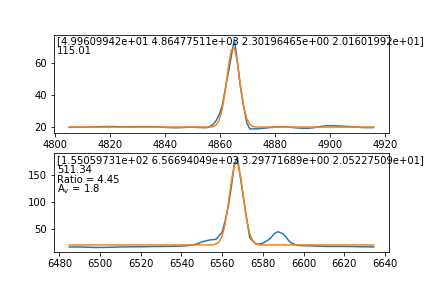 [4.99609942e+01 4.86477511e+03 2.30196465e+00 2.01601992e+01]
115.01
60
40
20
4800 4820 4840 4860 4880 4900 4920
[1.55059731e+02 6.56694049e+03 3.29771689e+00 2.05227509e+01]
511.34
Ratio = 4.45
Aν = 1.8
150
100
50
6480 6500 6520 6540 6560 6580 6600 6620 6640